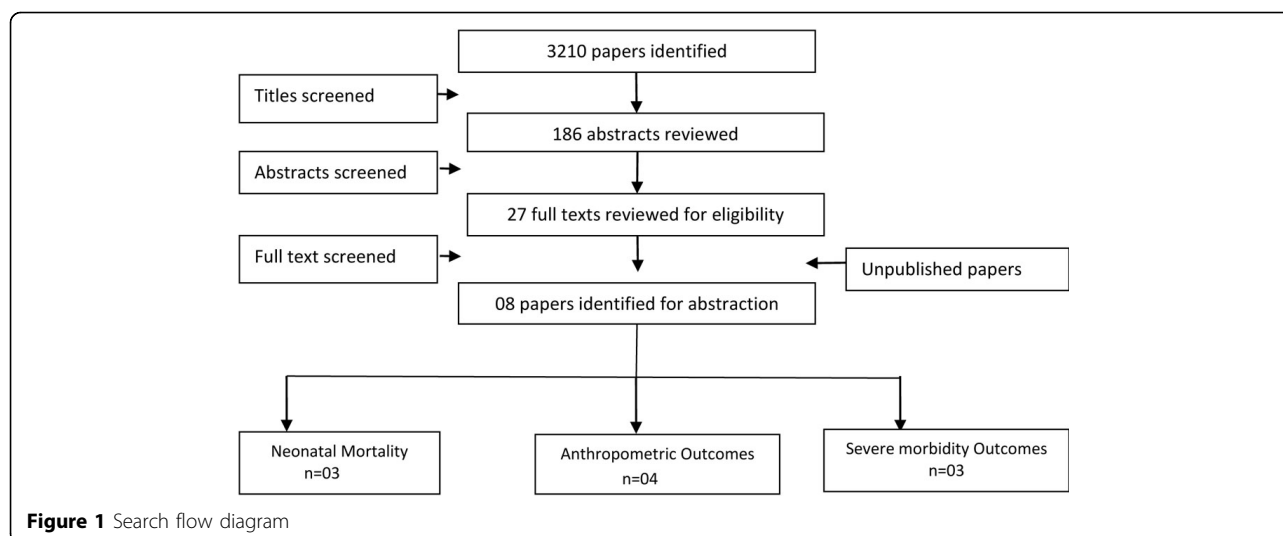 3210 papers identified
Titles screened
186 abstracts reviewed
Abstracts screened
27 full texts reviewed for eligibility
Full text screened
Unpublished papers
08 papers identified for abstraction
Neonatal Mortality
n=03
Anthropometric Outcomes
n=04
Severe morbidity Outcomes
n=03
Figure 1 Search flow diagram